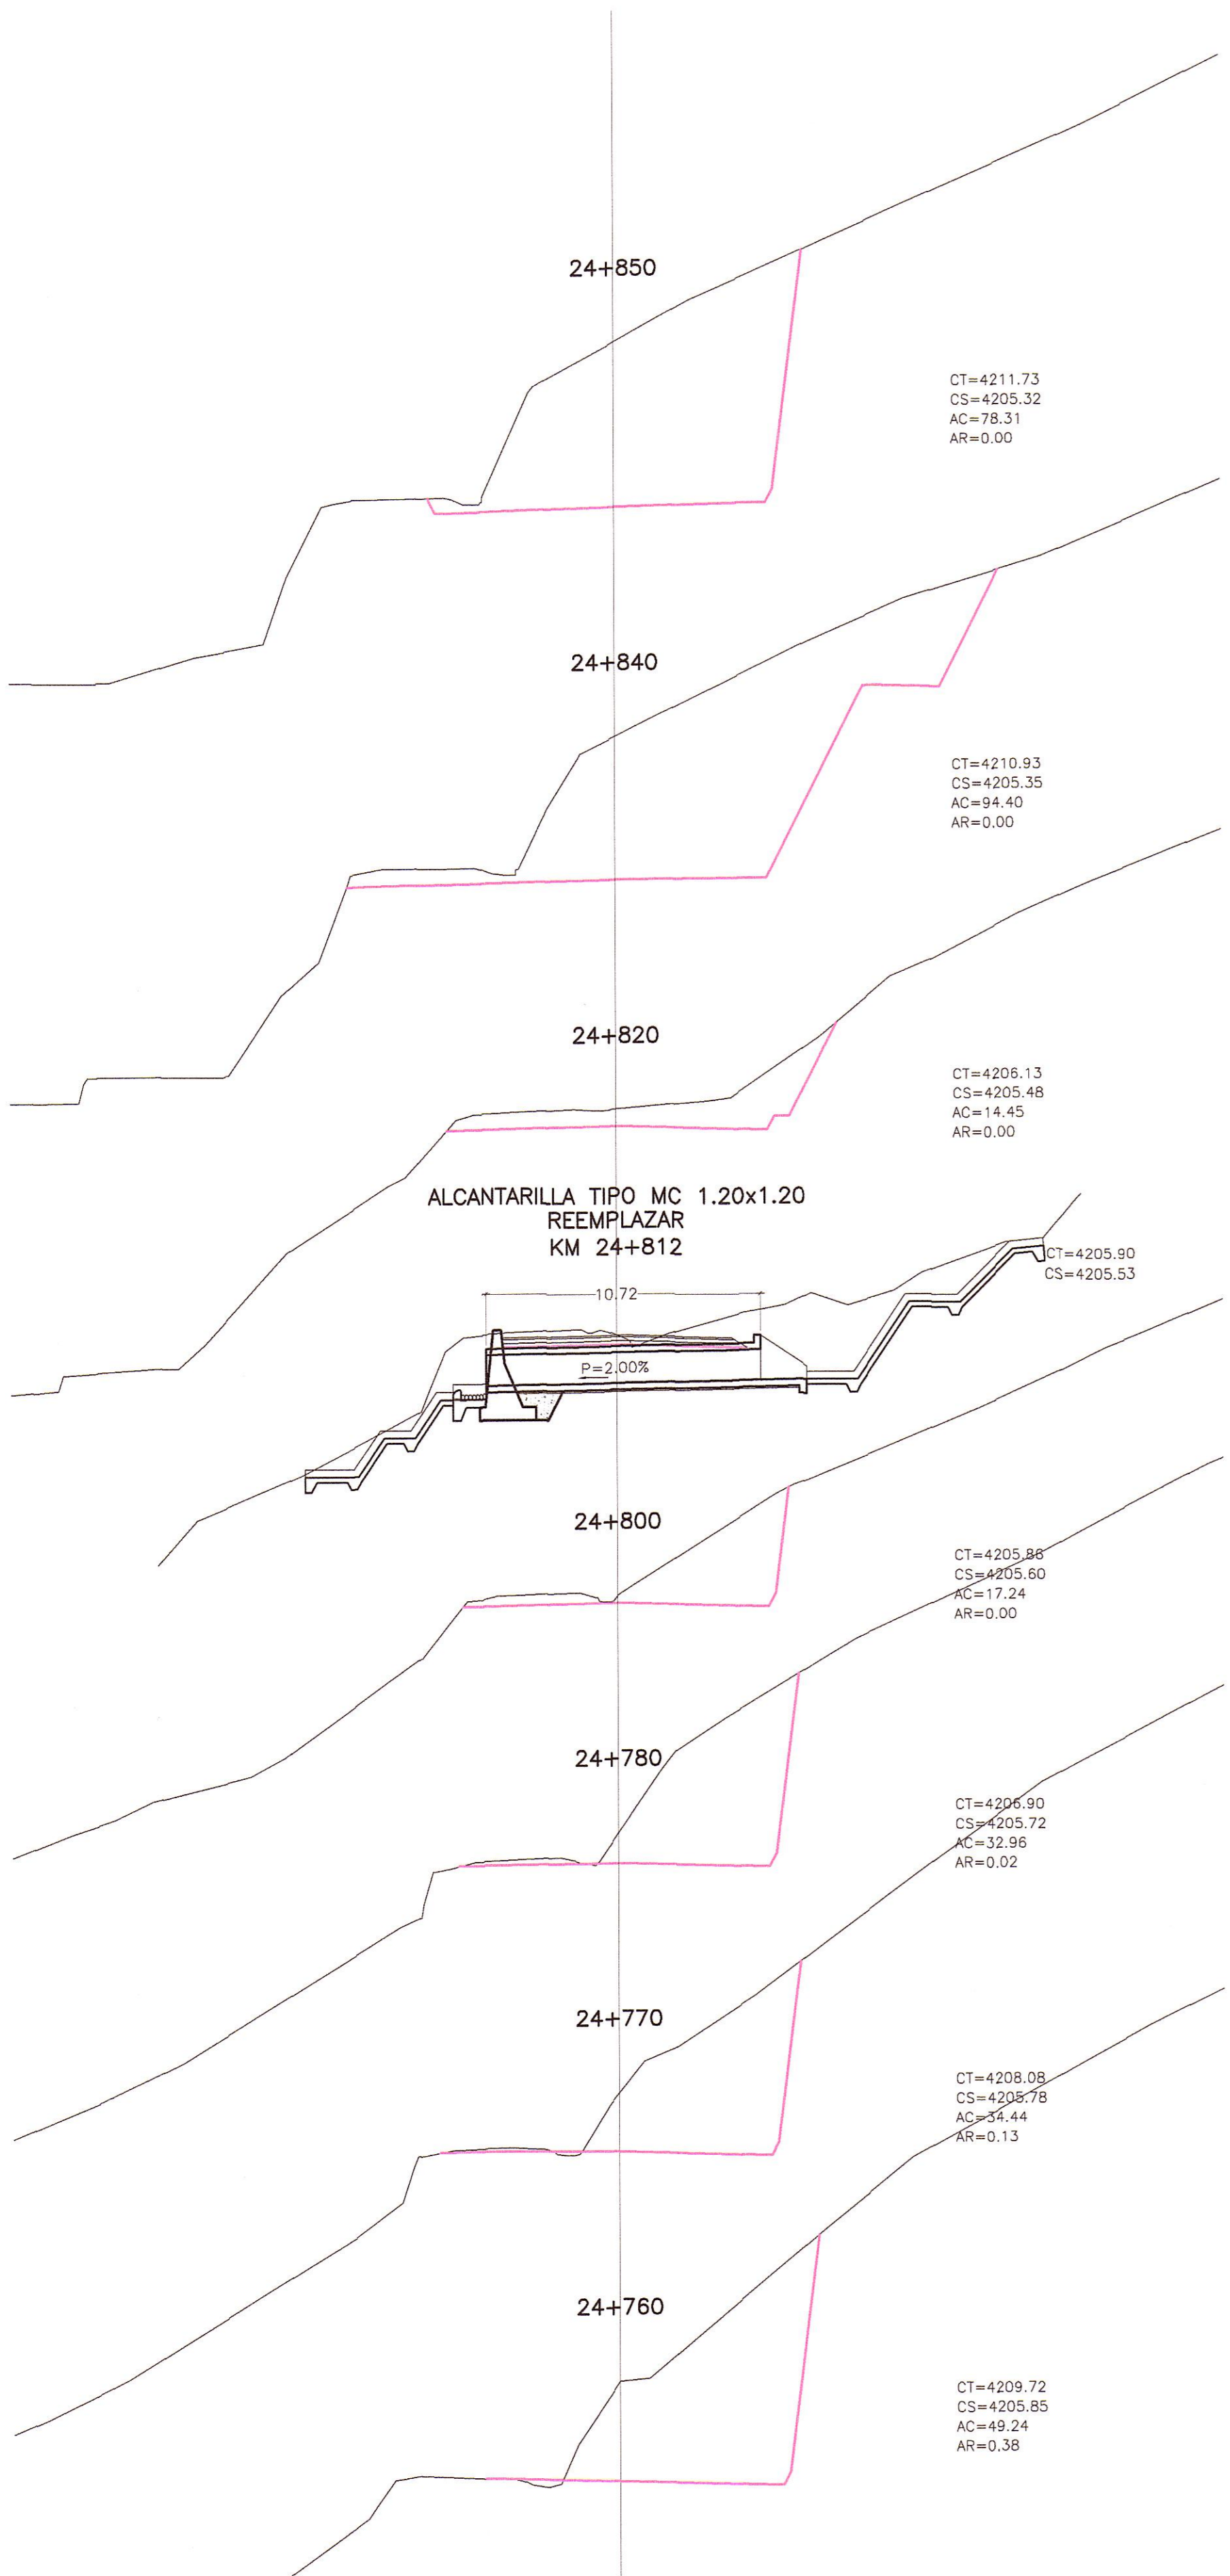 24+850
CT=4211.73
CS=4205.32
AC=78.31
AR=0.00
24+840
CT=4210.93
CS=4205.35
AC=94.40
AR=0.00
24+820
CT=4206.13
CS=4205.48
AC=14.45
AR=0.00
ALCANTARILLA TIPO MC 1.20x1.20
REEMPLAZAR
KM 24+812
CT=4205.90
CS=4205.53
10.72
P=2.00%
24+800
CT=4205.86
CS=4205.60
AC=17.24
AR=0.00
24+780
CT=4206.90
CS=4205.72
AC=32.96
AR=0.02
24+770
CT=4208.08
CS=4205.78
AC=34.44
AR=0.13
24+760
CT=4209.72
CS=4205.85
AC=49.24
AR=0.38